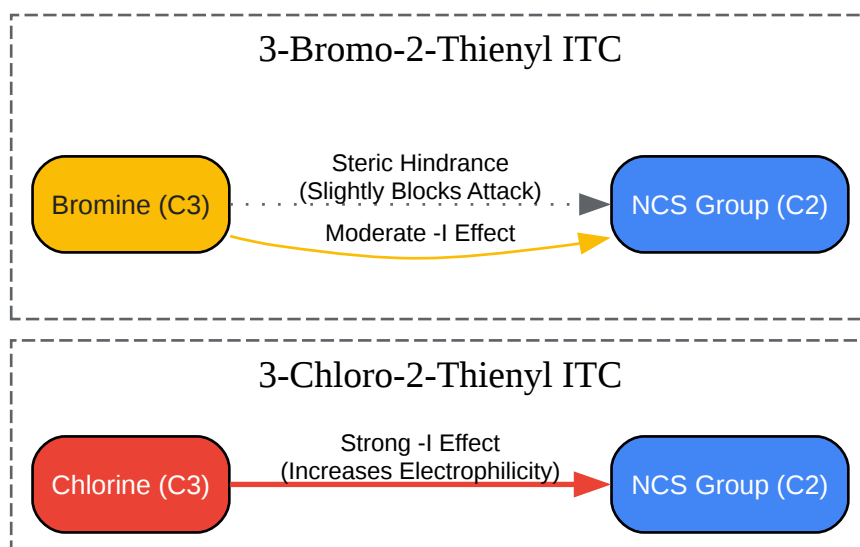 3-Bromo-2-Thienyl ITC
Steric Hindrance
(Slightly Blocks Attack)
Bromine (C3)
NCS Group (C2)
Moderate -I Effect
3-Chloro-2-Thienyl ITC
Strong -I Effect
(Increases Electrophilicity)
Chlorine (C3)
NCS Group (C2)